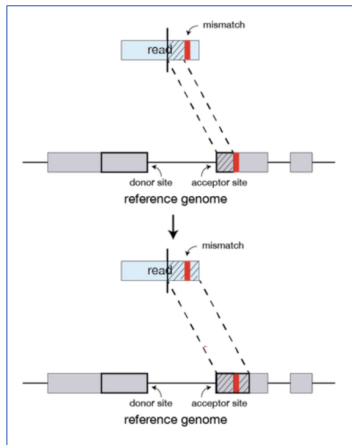 mismatch
read
donor site acceptor site
reference genome
mismatch
read
donor site acceptor site
reference genome